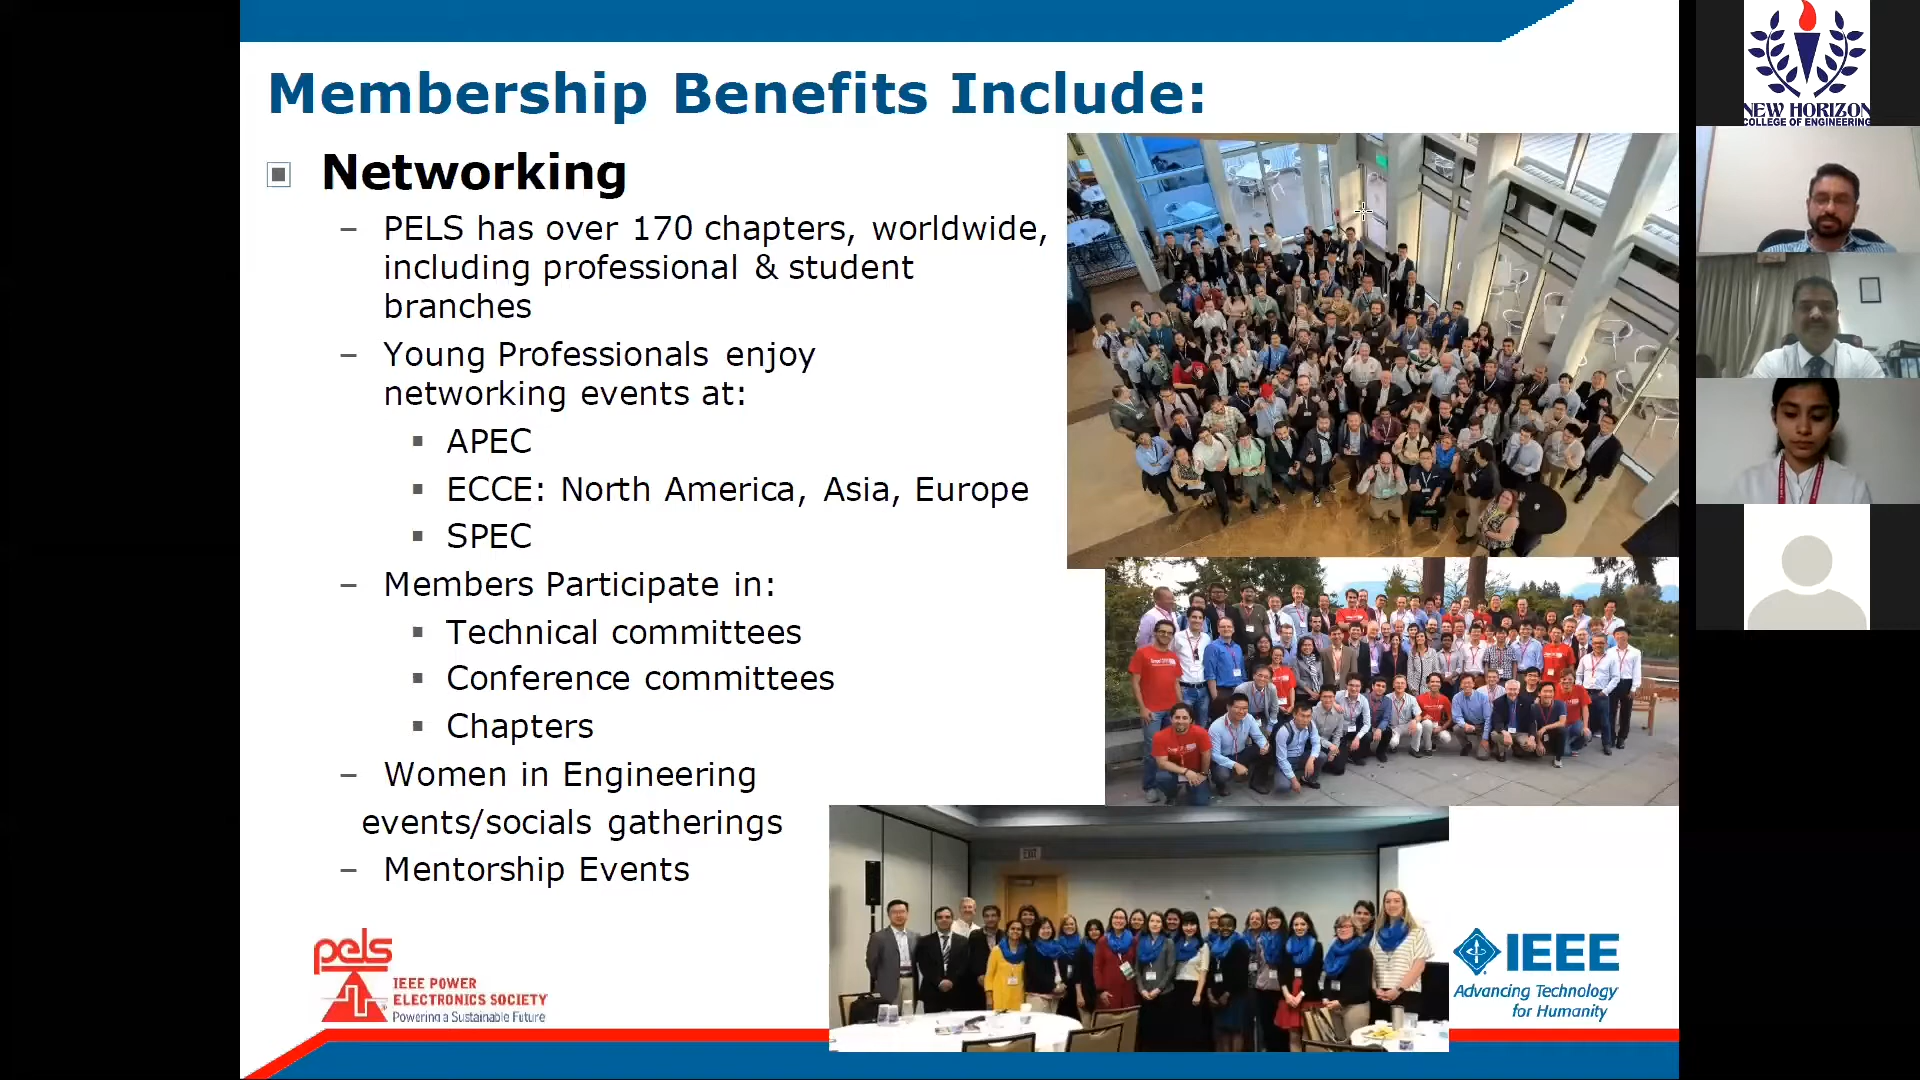 Membership Benefits Include:
Networking
– PELS has over 170 chapters, worldwide,
including professional & student
branches
– Young Professionals enjoy
networking events at:
▪ APEC
▪ ECCE: North America, Asia, Europe
▪ SPEC
– Members Participate in:
▪ Technical committees
▪ Conference committees
▪ Chapters
– Women in Engineering
events/socials gatherings
– Mentorship Events
pels
IEEE POWER
ELECTRONICS SOCIETY
Powering a Sustainable Future
EXIT
IEEE
Advancing Technology
for Humanity
NEW HORIZON
COLLEGE OF ENGINEERING